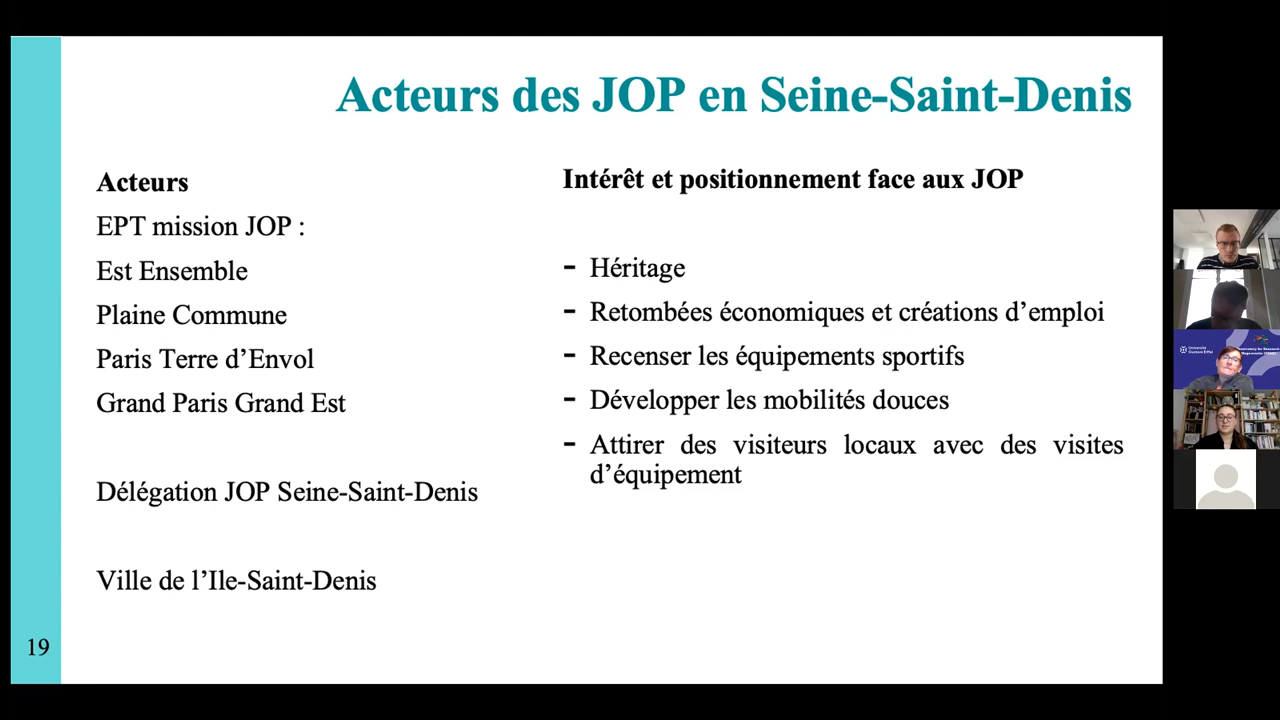 Acteurs des JOP en Seine-Saint-Denis
Acteurs
EPT mission JOP :
Est Ensemble
Plaine Commune
Paris Terre d’Envol
Grand Paris Grand Est
Délégation JOP Seine-Saint-Denis
Ville de l’Ile-Saint-Denis
Intérêt et positionnement face aux JOP
- Héritage
- Retombées économiques et créations d’emploi
- Recenser les équipements sportifs
- Développer les mobilités douces
- Attirer des visiteurs locaux avec des visites
d’équipement
19
Université
Gustave Eiffel